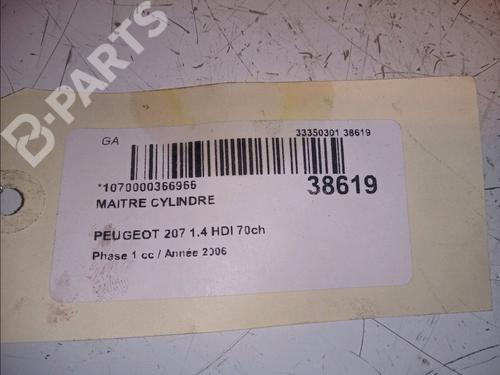 B-PARTS
GA
33350301 38619
*1070000366966
38619
MAITRE CYLINDRE
PEUGEOT 207 1.4 HDI 70ch
Phase 1 cc / Année 2006